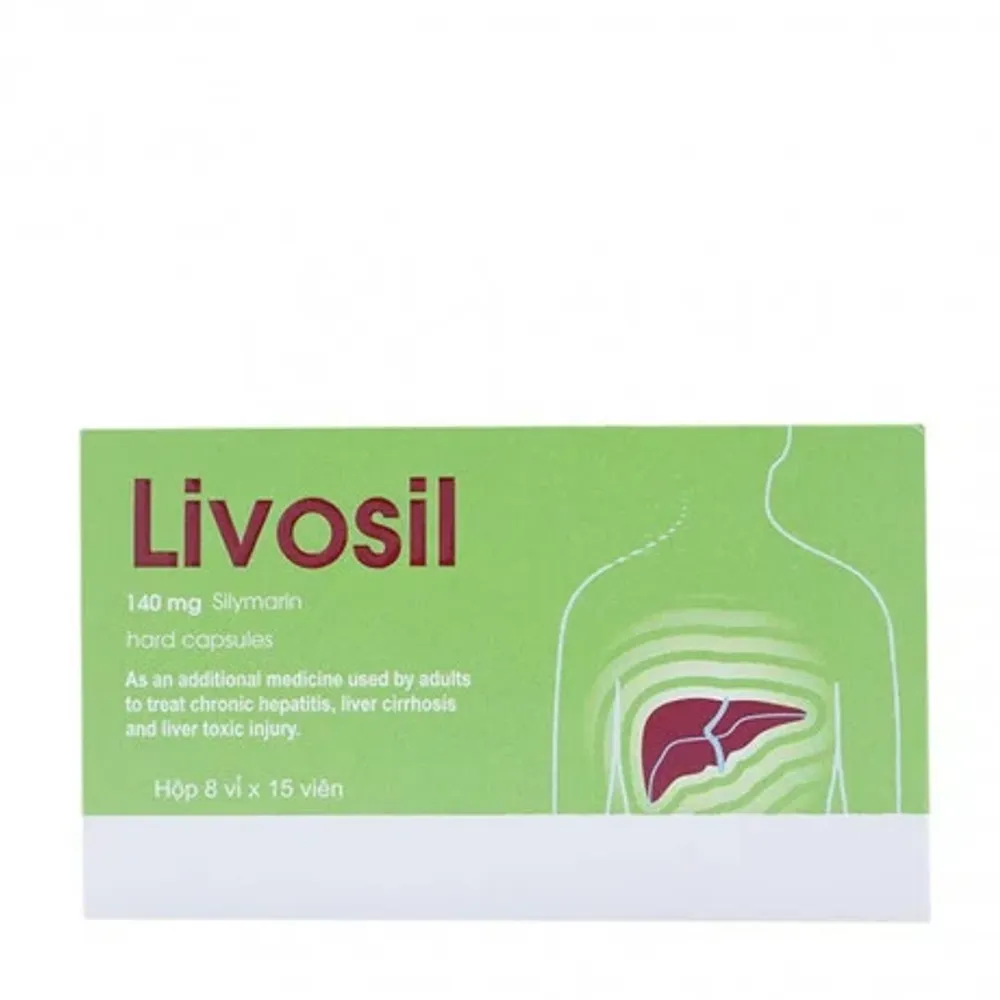 Livosil
140 mg Silymarin
hard capsules
As an additional medicine used by adults
to treat chronic hepatitis, liver cirrhosis
and liver toxic injury.
Hộp 8 vỉ x 15 viên